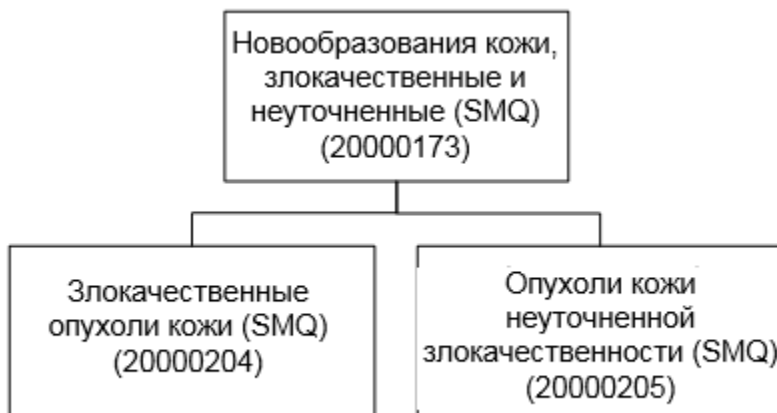 Новообразования кожи,
злокачественные и
неуточненные (SMQ)
(20000173)
Злокачественные
опухоли кожи (SMQ)
(20000204)
Опухоли кожи
неуточненной
злокачественности (SMQ)
(20000205)